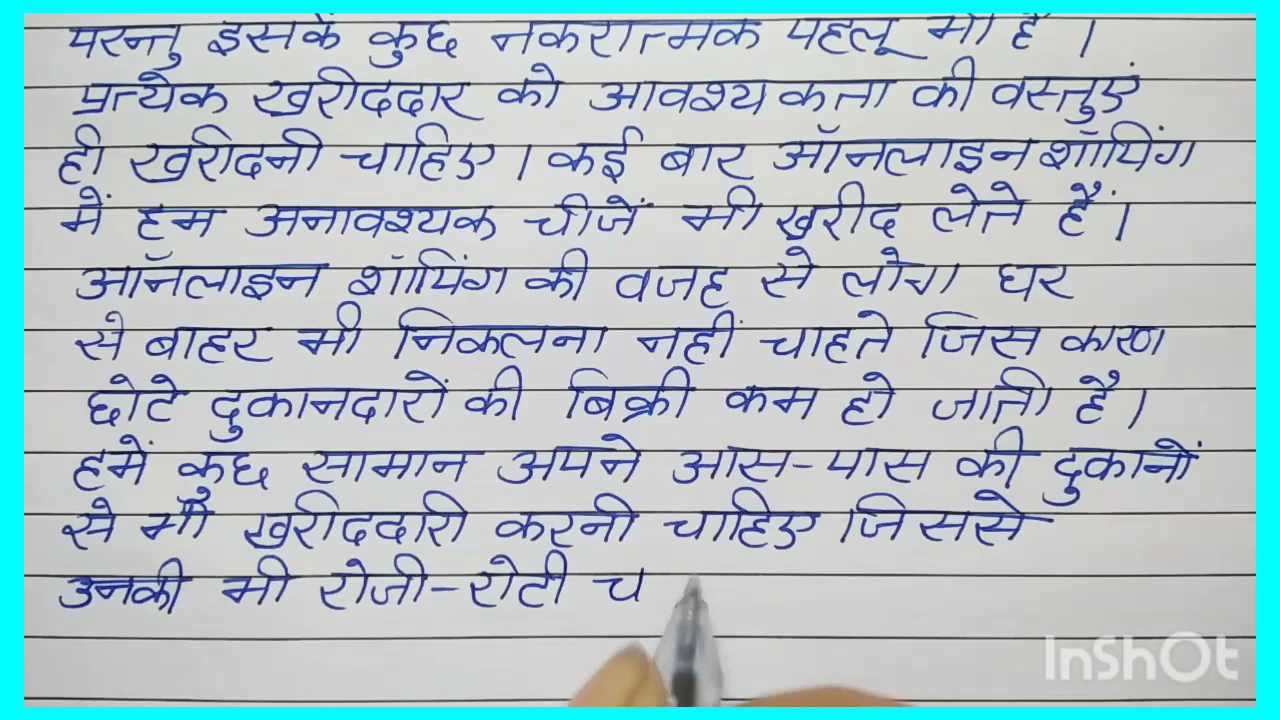 परन्तु इसके कुछ नकरात्मक पहलू भी हैं ।
प्रत्येक खरीददार को आवश्यकता की वस्तुएं
ही खरीदनी चाहिए । कई बार ऑनलाइन शॉपिंग
में हम अनावश्यक चीजें भी खरीद लेते हैं।
ऑनलाइन शॉपिंग की वजह से लोग घर
से बाहर भी निकलना नहीं चाहते जिस कारण
छोटे दुकानदारों की बिक्री कम हो जाती है ।
हमें कुछ सामान अपने आस-पास की दुकानों
से भी खरीददारी करनी चाहिए जिससे
उनकी भी रोजी-रोटी च
InShOt